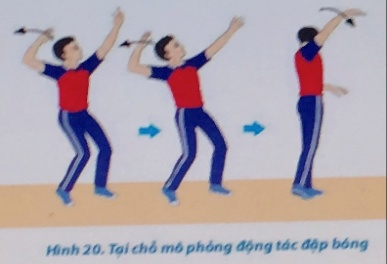 Hình 20. Tại chỗ mô phỏng động tác đập bóng